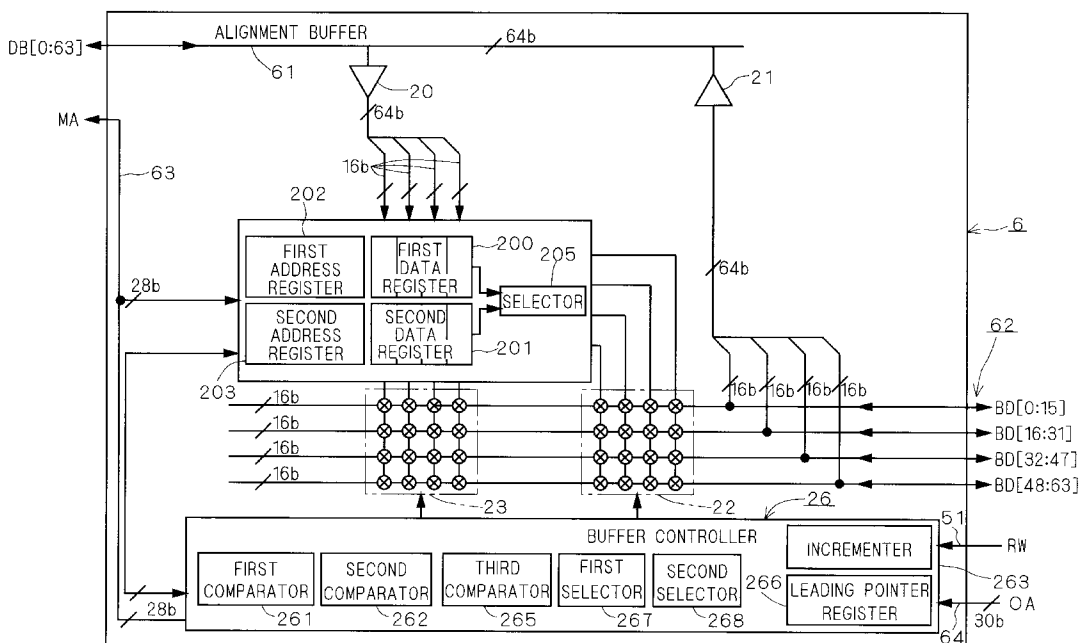 ALIGNMENT BUFFER
DB[0:63]
61
64b
20
21
64b
MA
63
16b
202
200
205
6
FIRST ADDRESS REGISTER
FIRST DATA REGISTER
SELECTOR
64b
28b
SECOND ADDRESS REGISTER
SECOND DATA REGISTER
201
62
203
16b 16b 16b 16b
16b
BD[0:15]
16b
BD[16:31]
16b
BD[32:47]
16b
BD[48:63]
23
22
26
BUFFER CONTROLLER
51
INCREMENTER
RW
FIRST COMPARATOR
SECOND COMPARATOR
THIRD COMPARATOR
FIRST SELECTOR
SECOND SELECTOR
266
263
LEADING POINTER REGISTER
OA
28b
261
262
265
267
268
64
30b